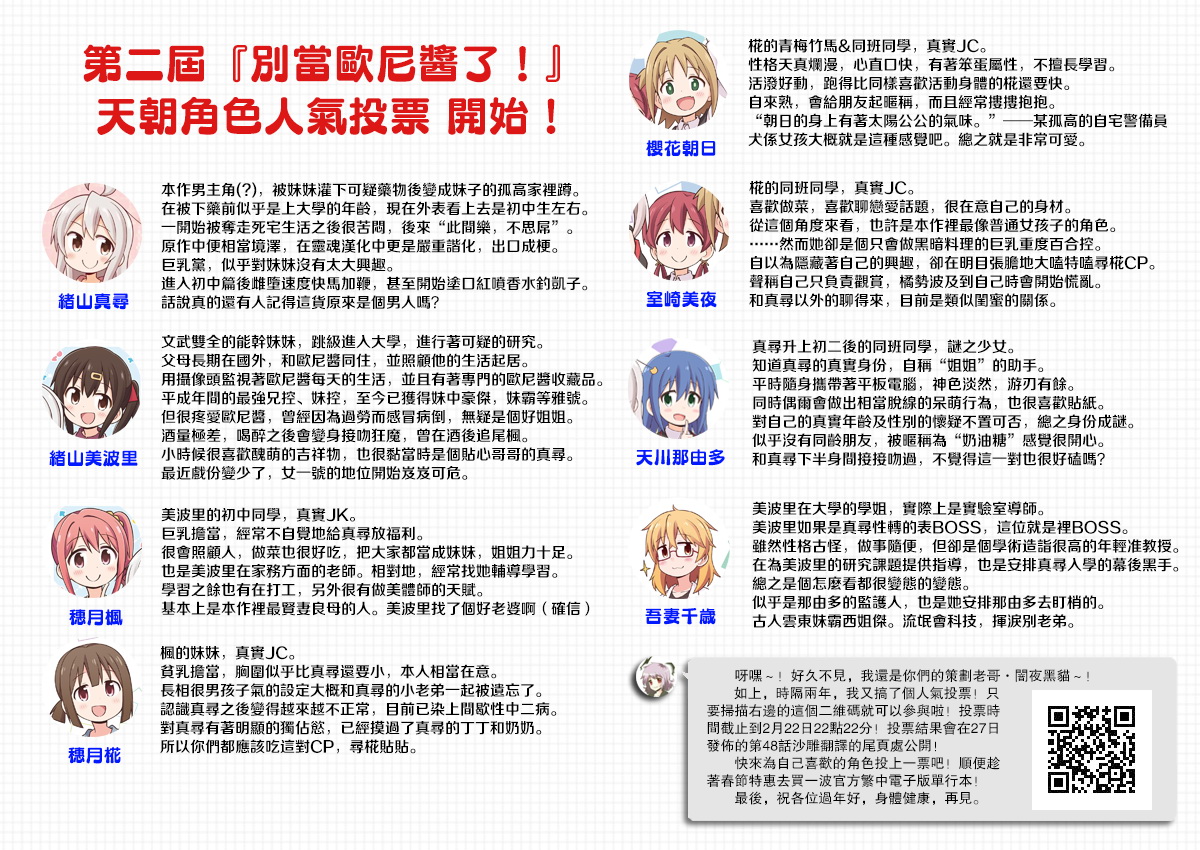 第二屆『別當歐尼醬了！』
天朝角色人氣投票 開始！
本作男主角(?)，被妹妹灌下可疑藥物後變成妹子的孤高家裡蹲。
在被下藥前似乎是上大學的年齡，現在外表看上去是初中生左右。
一開始被奪走死宅生活之後很苦悶，後來“此間樂，不思屌”。
原作中便相當境澤，在靈魂漢化中更是嚴重諧化，出口成梗。
巨乳黨，似乎對妹妹沒有太大興趣。
進入初中篇後雌墮速度快馬加鞭，甚至開始塗口紅噴香水釣凱子。
話說真的還有人記得這貨原來是個男人嗎?
緒山真尋
文武雙全的能幹妹妹，跳級進入大學，進行著可疑的研究。
父母長期在國外，和歐尼醬同住，並照顧他的生活起居。
用攝像頭監視著歐尼醬每天的生活，並且有著專門的歐尼醬收藏品。
平成年間的最強兄控、妹控，至今已獲得妹中豪傑，妹霸等雅號。
但很疼愛歐尼醬，曾經因為過勞而感冒病倒，無疑是個好姐姐。
酒量極差，喝醉之後會變身接吻狂魔，曾在酒後追尾楓。
小時候很喜歡醜萌的吉祥物，也很黏當時是個貼心哥哥的真尋。
最近戲份變少了，女一號的地位開始岌岌可危。
緒山美波里
美波里的初中同學，真實JK。
巨乳擔當，經常不自覺地給真尋放福利。
很會照顧人，做菜也很好吃，把大家都當成妹妹，姐姐力十足。
也是美波里在家務方面的老師。相對地，經常找她輔導學習。
學習之餘也有在打工，另外很有做美體師的天賦。
基本上是本作裡最賢妻良母的人。美波里找了個好老婆啊（確信）
穗月楓
楓的妹妹，真實JC。
貧乳擔當，胸圍似乎比真尋還要小，本人相當在意。
長相很男孩子氣的設定大概和真尋的小老弟一起被遺忘了。
認識真尋之後變得越來越不正常，目前已染上間歇性中二病。
對真尋有著明顯的獨佔慾，已經摸過了真尋的丁丁和奶奶。
所以你們都應該吃這對CP，尋椛貼貼。
穗月椛
椛的青梅竹馬&同班同學，真實JC。
性格天真爛漫，心直口快，有著笨蛋屬性，不擅長學習。
活潑好動，跑得比同樣喜歡活動身體的椛還要快。
自來熟，會給朋友起暱稱，而且經常摟摟抱抱。
“朝日的身上有著太陽公公的氣味。”——某孤高的自宅警備員
犬係女孩大概就是這種感覺吧。總之就是非常可愛。
櫻花朝日
椛的同班同學，真實JC。
喜歡做菜，喜歡聊戀愛話題，很在意自己的身材。
從這個角度來看，也許是本作裡最像普通女孩子的角色。
……然而她卻是個只會做黑暗料理的巨乳重度百合控。
自以為隱藏著自己的興趣，卻在明目張膽地大嗑特嗑尋椛CP。
聲稱自己只負責觀賞，橘勢波及到自己時會開始慌亂。
和真尋以外的聊得來，目前是類似閨蜜的關係。
室崎美夜
真尋升上初二後的同班同學，謎之少女。
知道真尋的真實身份，自稱“姐姐”的助手。
平時隨身攜帶著平板電腦，神色淡然，游刃有餘。
同時偶爾會做出相當脫線的呆萌行為，也很喜歡貼紙。
對自己的真實年齡及性別的懷疑不置可否，總之身份成謎。
似乎沒有同齡朋友，被暱稱為“奶油糖”感覺很開心。
和真尋下半身間接接吻過，不覺得這一對也很好磕嗎?
天川那由多
美波里在大學的學姐，實際上是實驗室導師。
美波里如果是真尋性轉的表BOSS，這位就是裡BOSS。
雖然性格古怪，做事隨便，但卻是個學術造詣很高的年輕准教授。
在為美波里的研究課題提供指導，也是安排真尋入學的幕後黑手。
總之是個怎麼看都很變態的變態。
似乎是那由多的監護人，也是她安排那由多去盯梢的。
古人雲東妹霸西姐傑。流氓會科技，揮淚別老弟。
吾妻千歲
呀嘿～！好久不見，我還是你們的策劃老哥・闇夜黑貓～！
如上，時隔兩年，我又搞了個人氣投票！只
要掃描右邊的這個二維碼就可以參與啦！投票時
間截止到2月22日22點22分！投票結果會在27日
發佈的第48話沙雕翻譯的尾頁處公開！
快來為自己喜歡的角色投上一票吧！順便趁
著春節特惠去買一波官方繁中電子版單行本！
最後，祝各位過年好，身體健康，再見。